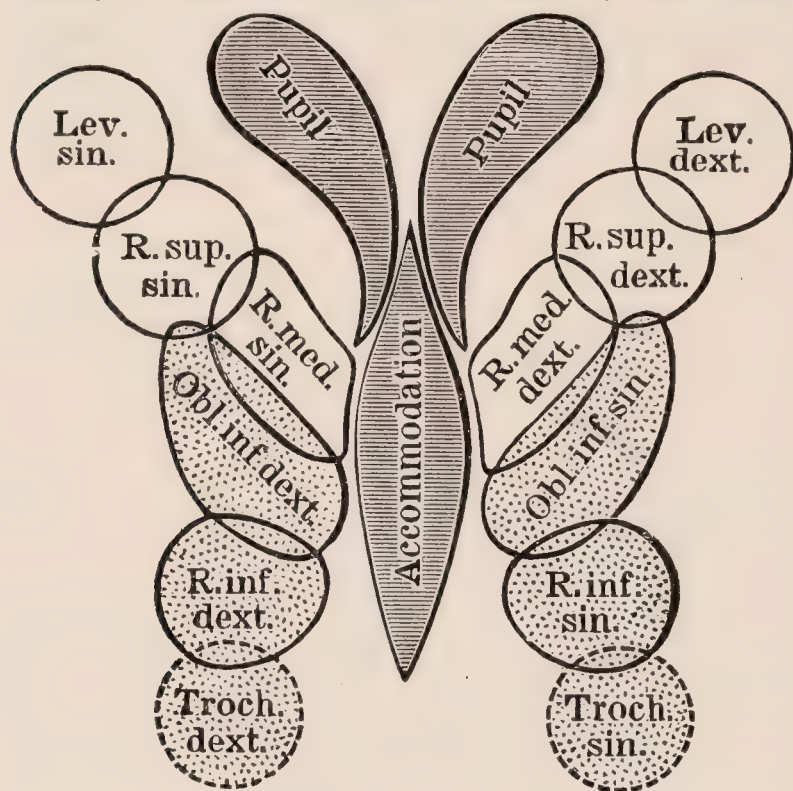 Pupil
Pupil
Lev.
sin.
Lev.
dext.
R. sup.
sin.
R. sup.
dext.
R. med.
sin.
R. med.
dext.
Obl. inf dext.
Obl. inf sin.
Accommodation
R. inf.
dext.
R. inf.
sin.
Troch.
dext.
Troch.
sin.